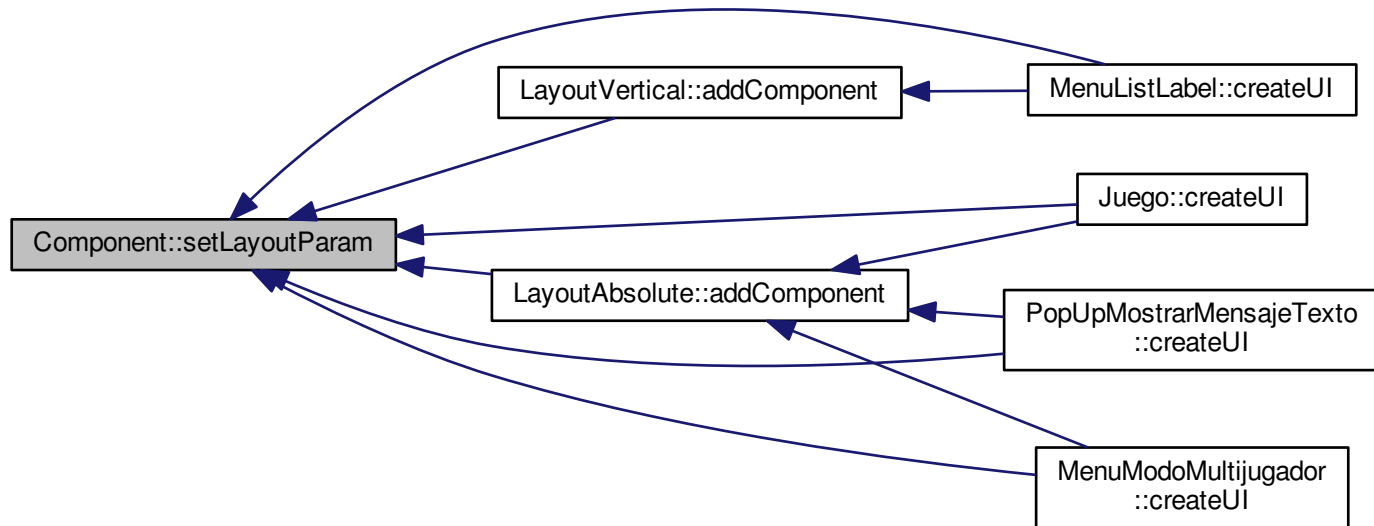 LayoutVertical::addComponent
MenuListLabel::createUI
Juego::createUI
Component::setLayoutParam
LayoutAbsolute::addComponent
PopUpMostrarMensajeTexto
::createUI
MenuModoMultijugador
::createUI